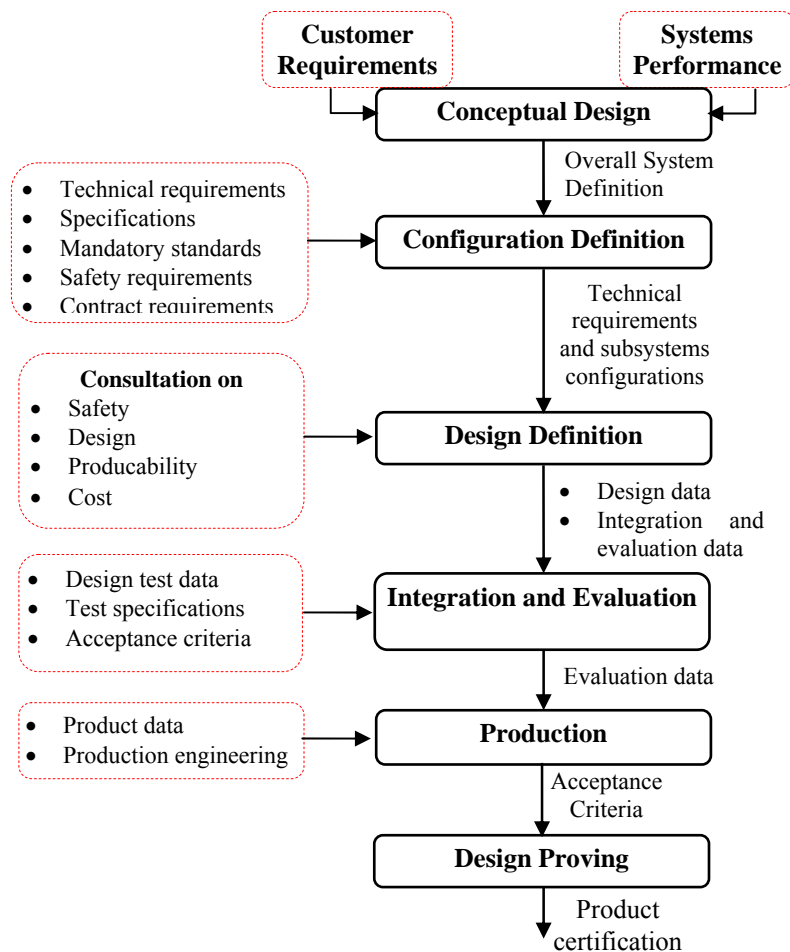 Customer
Requirements
Systems
Performance
Conceptual Design
Overall System
Definition
• Technical requirements
• Specifications
• Mandatory standards
• Safety requirements
• Contract requirements
Configuration Definition
Technical
requirements
and subsystems
configurations
Consultation on
• Safety
• Design
• Producability
• Cost
Design Definition
• Design data
• Integration and
evaluation data
• Design test data
• Test specifications
• Acceptance criteria
Integration and Evaluation
Evaluation data
• Product data
• Production engineering
Production
Acceptance
Criteria
Design Proving
Product
certification